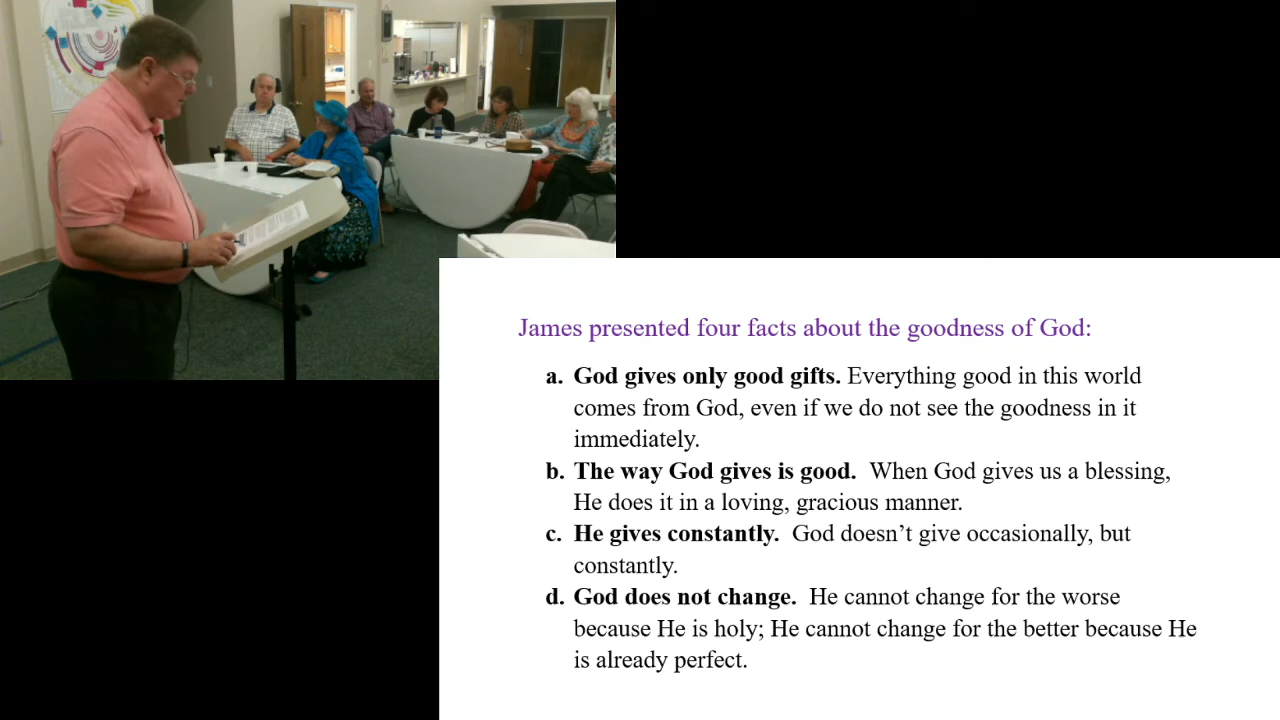 James presented four facts about the goodness of God:
a. God gives only good gifts. Everything good in this world
comes from God, even if we do not see the goodness in it
immediately.
b. The way God gives is good.  When God gives us a blessing,
He does it in a loving, gracious manner.
c. He gives constantly.  God doesn’t give occasionally, but
constantly.
d. God does not change.  He cannot change for the worse
because He is holy; He cannot change for the better because He
is already perfect.